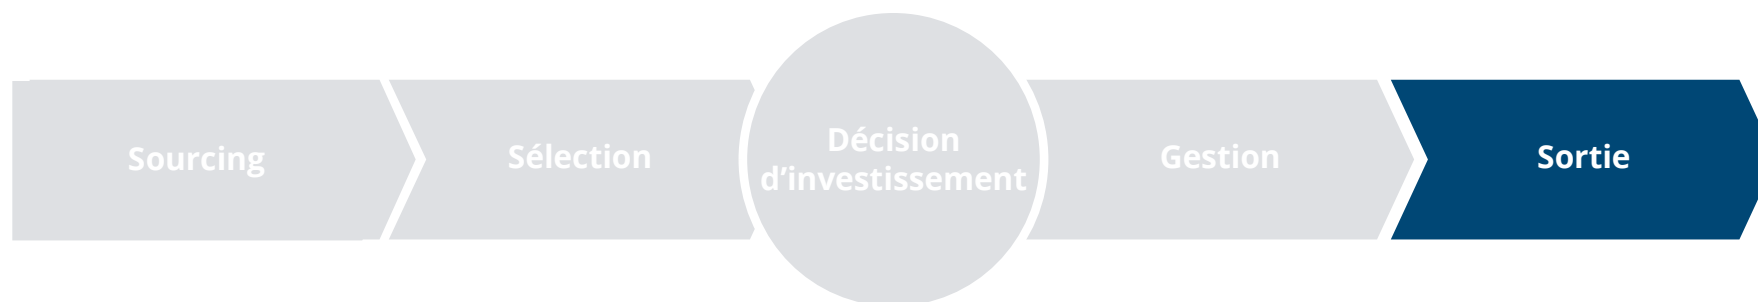 Sourcing
Sélection
Décision
d’investissement
Gestion
Sortie